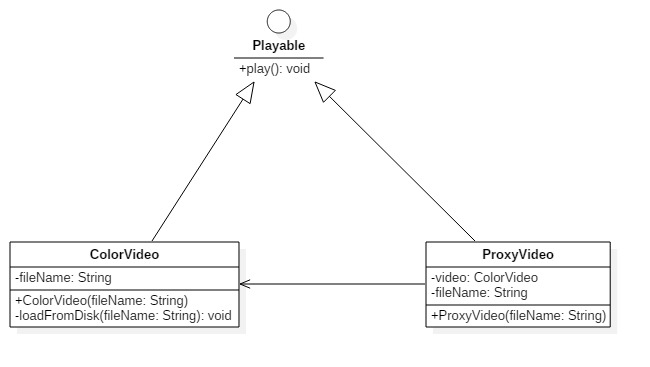 Playable
+play(): void
ColorVideo
-fileName: String
+ColorVideo(fileName: String)
-loadFromDisk(fileName: String): void
ProxyVideo
-video: ColorVideo
-fileName: String
+ProxyVideo(fileName: String)